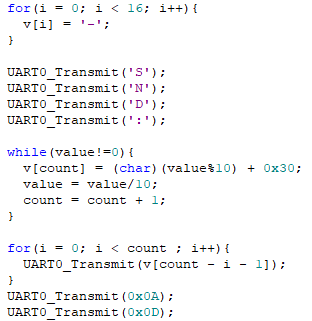 for(i = 0; i < 16; i++){
v[i] = '-';
}
UART0_Transmit('S');
UART0_Transmit('N');
UART0_Transmit('D');
UART0_Transmit(':');
while(value!=0){
v[count] = (char)(value%10) + 0x30;
value = value/10;
count = count + 1;
}
for(i = 0; i < count ; i++){
UART0_Transmit(v[count - i - 1]);
}
UART0_Transmit(0x0A);
UART0_Transmit(0x0D);